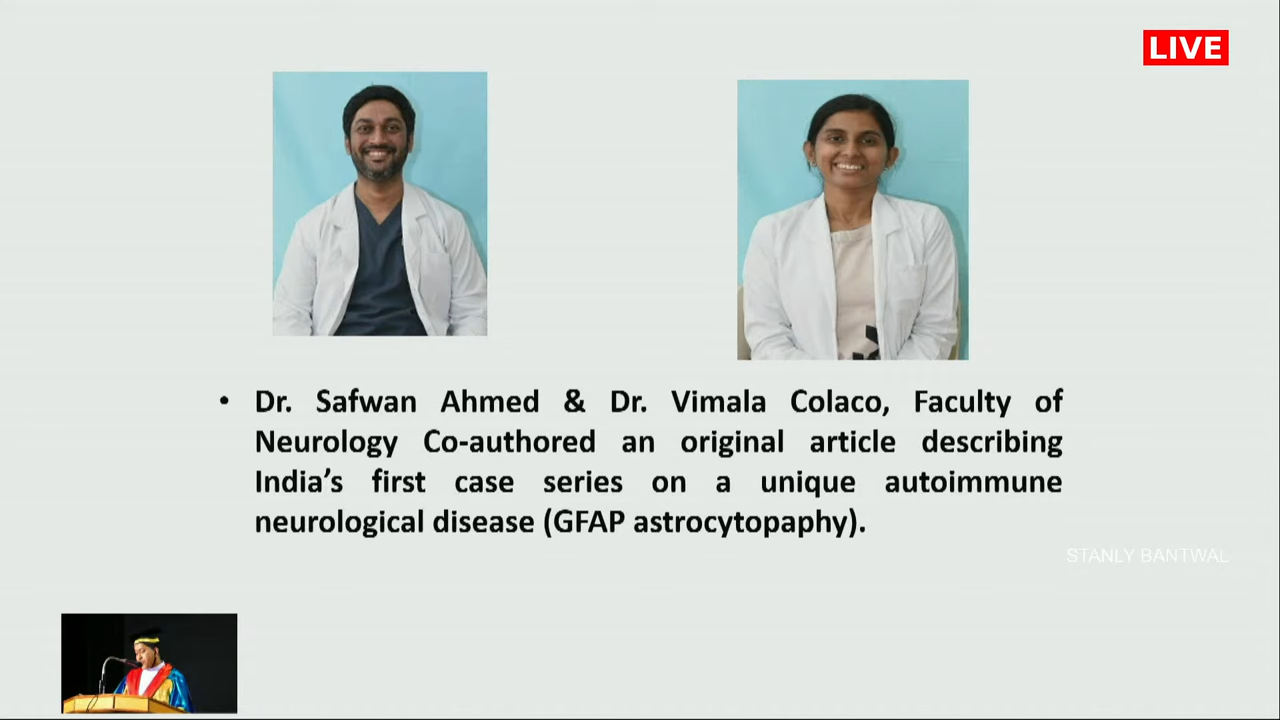 LIVE
• Dr. Safwan Ahmed & Dr. Vimala Colaco, Faculty of
Neurology Co-authored an original article describing
India’s first case series on a unique autoimmune
neurological disease (GFAP astrocytopaphy).
STANLY BANTWAL